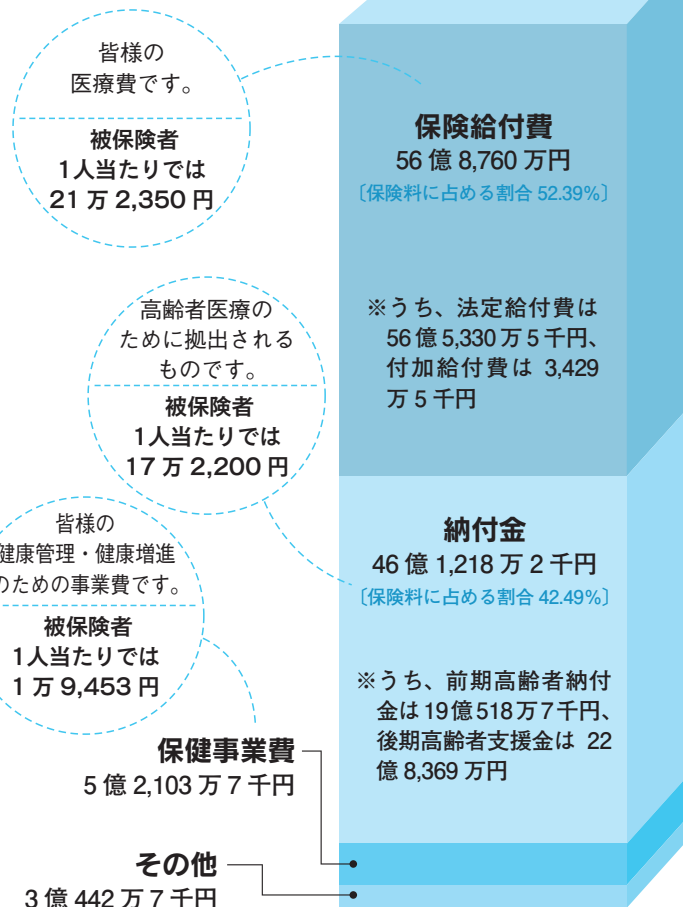 皆様の
医療費です。
被保険者
1人当たりでは
21万2,350円
保険給付費
56億8,760万円
〔保険料に占める割合 52.39%〕
※うち、法定給付費は
56億5,330万5千円、
付加給付費は 3,429
万5千円
高齢者医療の
ために拠出される
ものです。
被保険者
1人当たりでは
17万2,200円
納付金
46億1,218万2千円
〔保険料に占める割合 42.49%〕
※うち、前期高齢者納付
金は19億518万7千円、
後期高齢者支援金は 22
億8,369万円
皆様の
健康管理・健康増進
のための事業費です。
被保険者
1人当たりでは
1万9,453円
保健事業費
5億2,103万7千円
その他
3億442万7千円